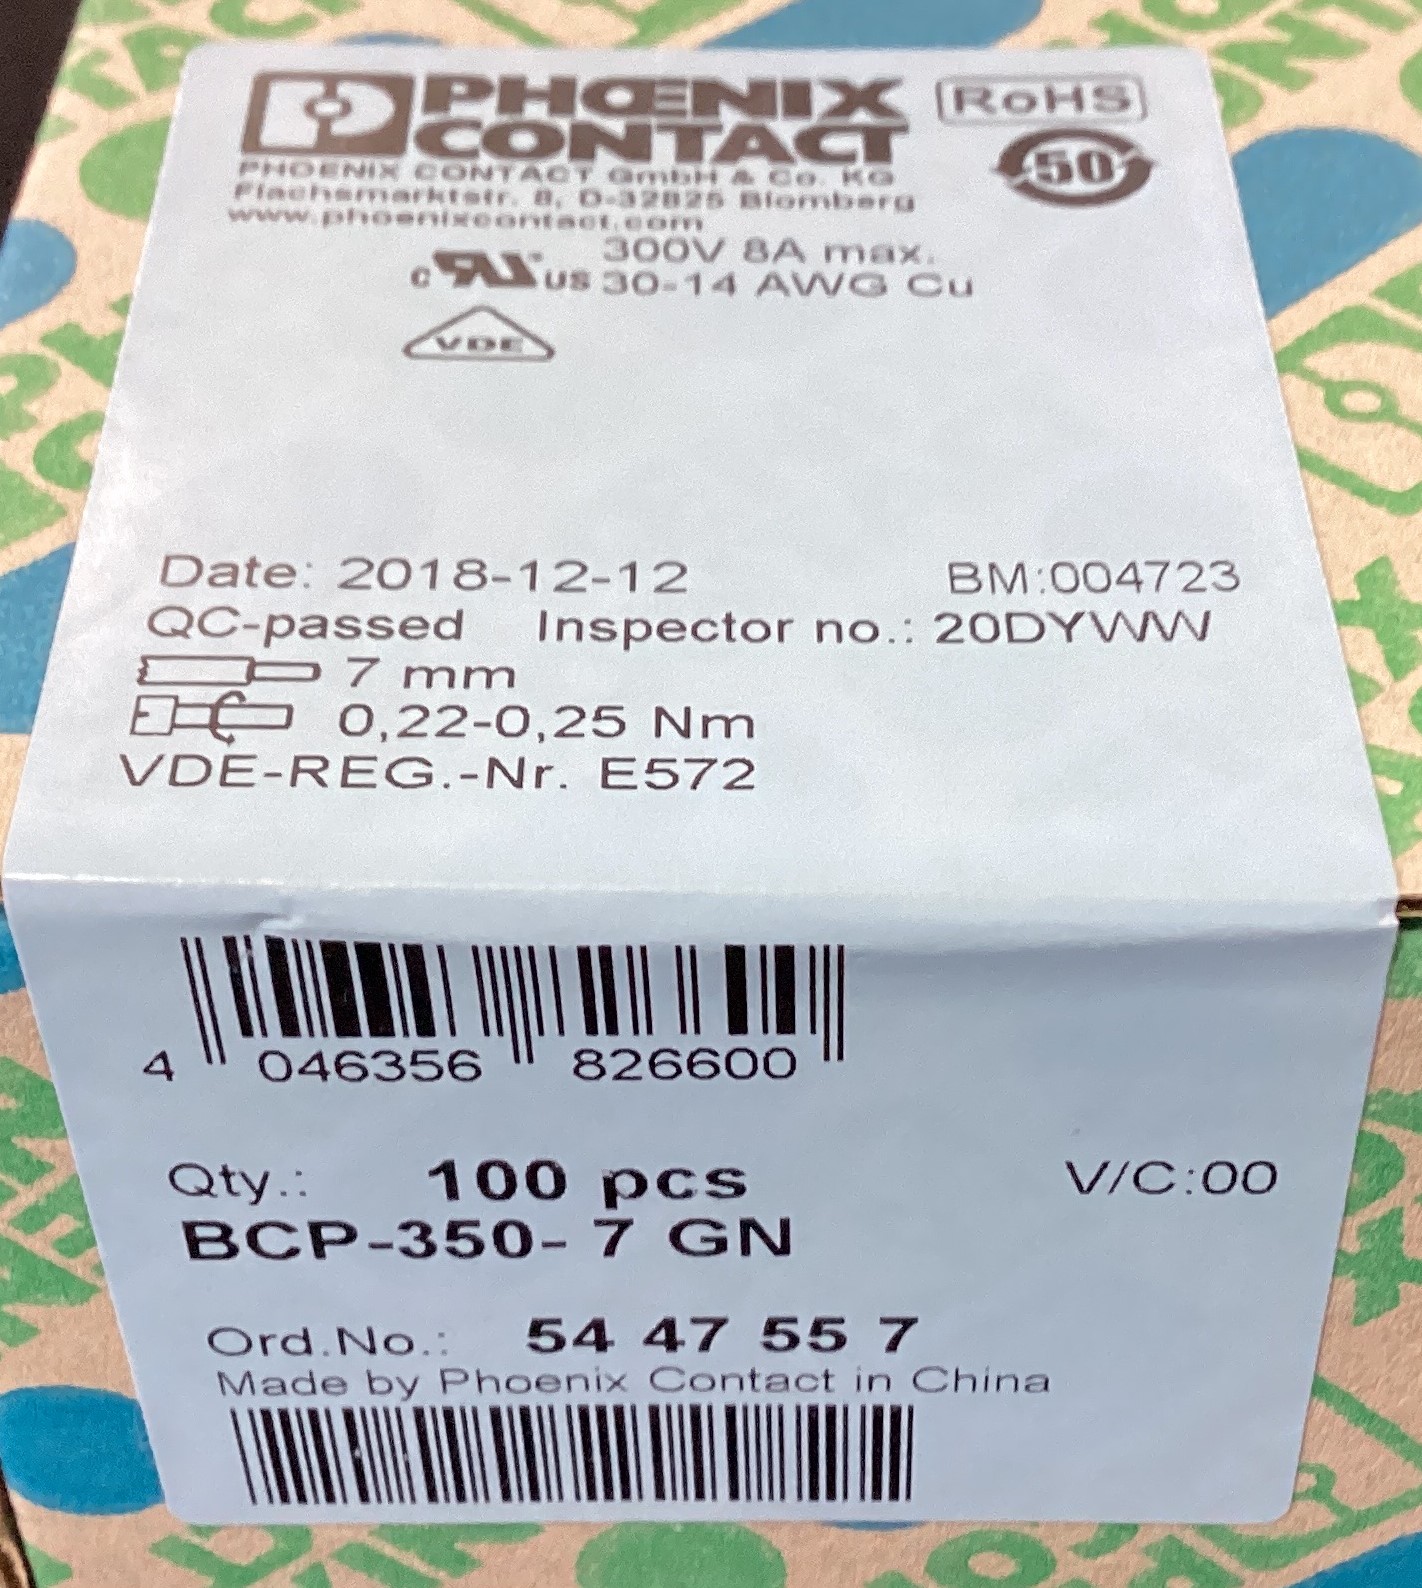 PHŒNIX
CONTACT
RoHS
50
PHOENIX CONTACT GmbH & Co. KG
Flachsmarktstr. 8, D-32825 Blomberg
www.phoenixcontact.com
c RU US 300V 8A max.
30-14 AWG Cu
VDE
Date: 2018-12-12 BM:004723
QC-passed Inspector no.: 20DYWW
7 mm
0,22-0,25 Nm
VDE-REG.-Nr. E572
4 046356 826600
Qty.: 100 pcs V/C:00
BCP-350- 7 GN
Ord.No.: 54 47 55 7
Made by Phoenix Contact in China